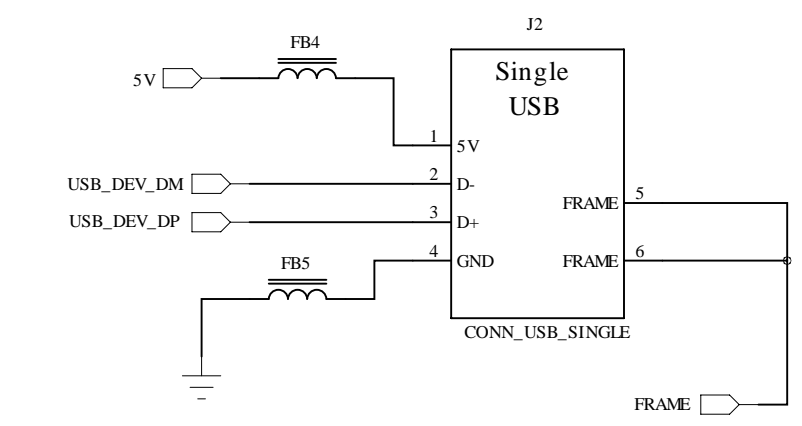 J2
FB4
Single
USB
5V
1
5V
USB_DEV_DM
2
D-
FRAME
5
USB_DEV_DP
3
D+
4
GND
FRAME
6
FB5
CONN_USB_SINGLE
FRAME